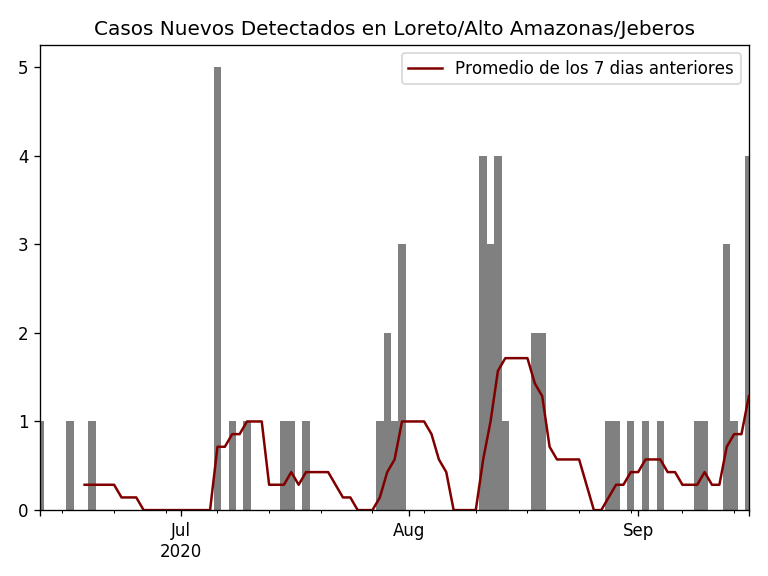 Casos Nuevos Detectados en Loreto/Alto Amazonas/Jeberos
Promedio de los 7 dias anteriores
5
4
3
2
1
0
Jul
2020
Aug
Sep